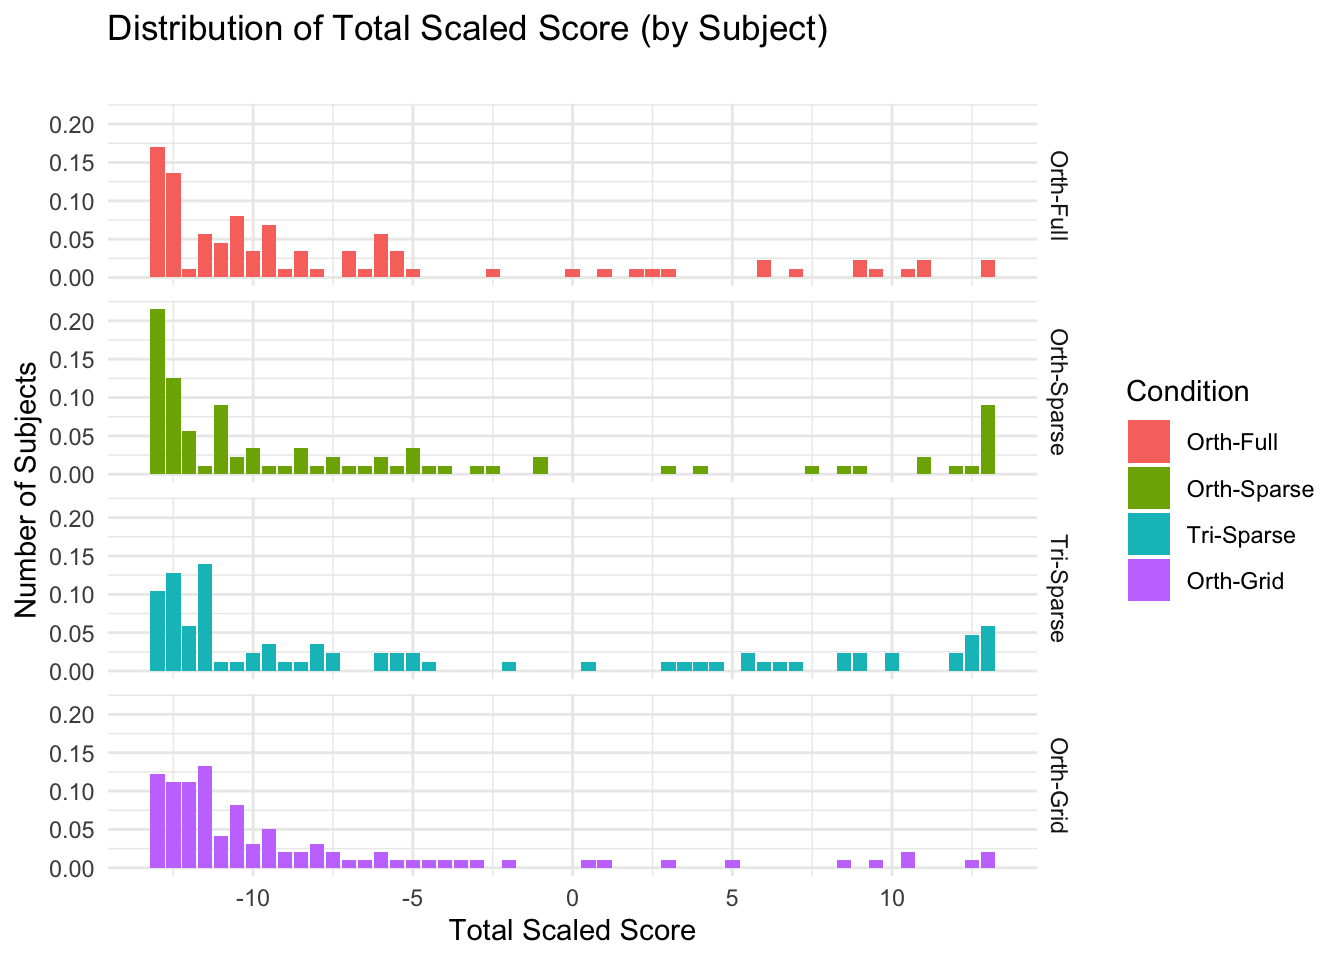 Distribution of Total Scaled Score (by Subject)
0.20
0.15
0.10
0.05
0.00
Orth-Full
0.20
0.15
0.10
0.05
0.00
Orth-Sparse
0.20
0.15
0.10
0.05
0.00
Tri-Sparse
0.20
0.15
0.10
0.05
0.00
Orth-Grid
Number of Subjects
-10
-5
0
5
10
Total Scaled Score
Condition
Orth-Full
Orth-Sparse
Tri-Sparse
Orth-Grid